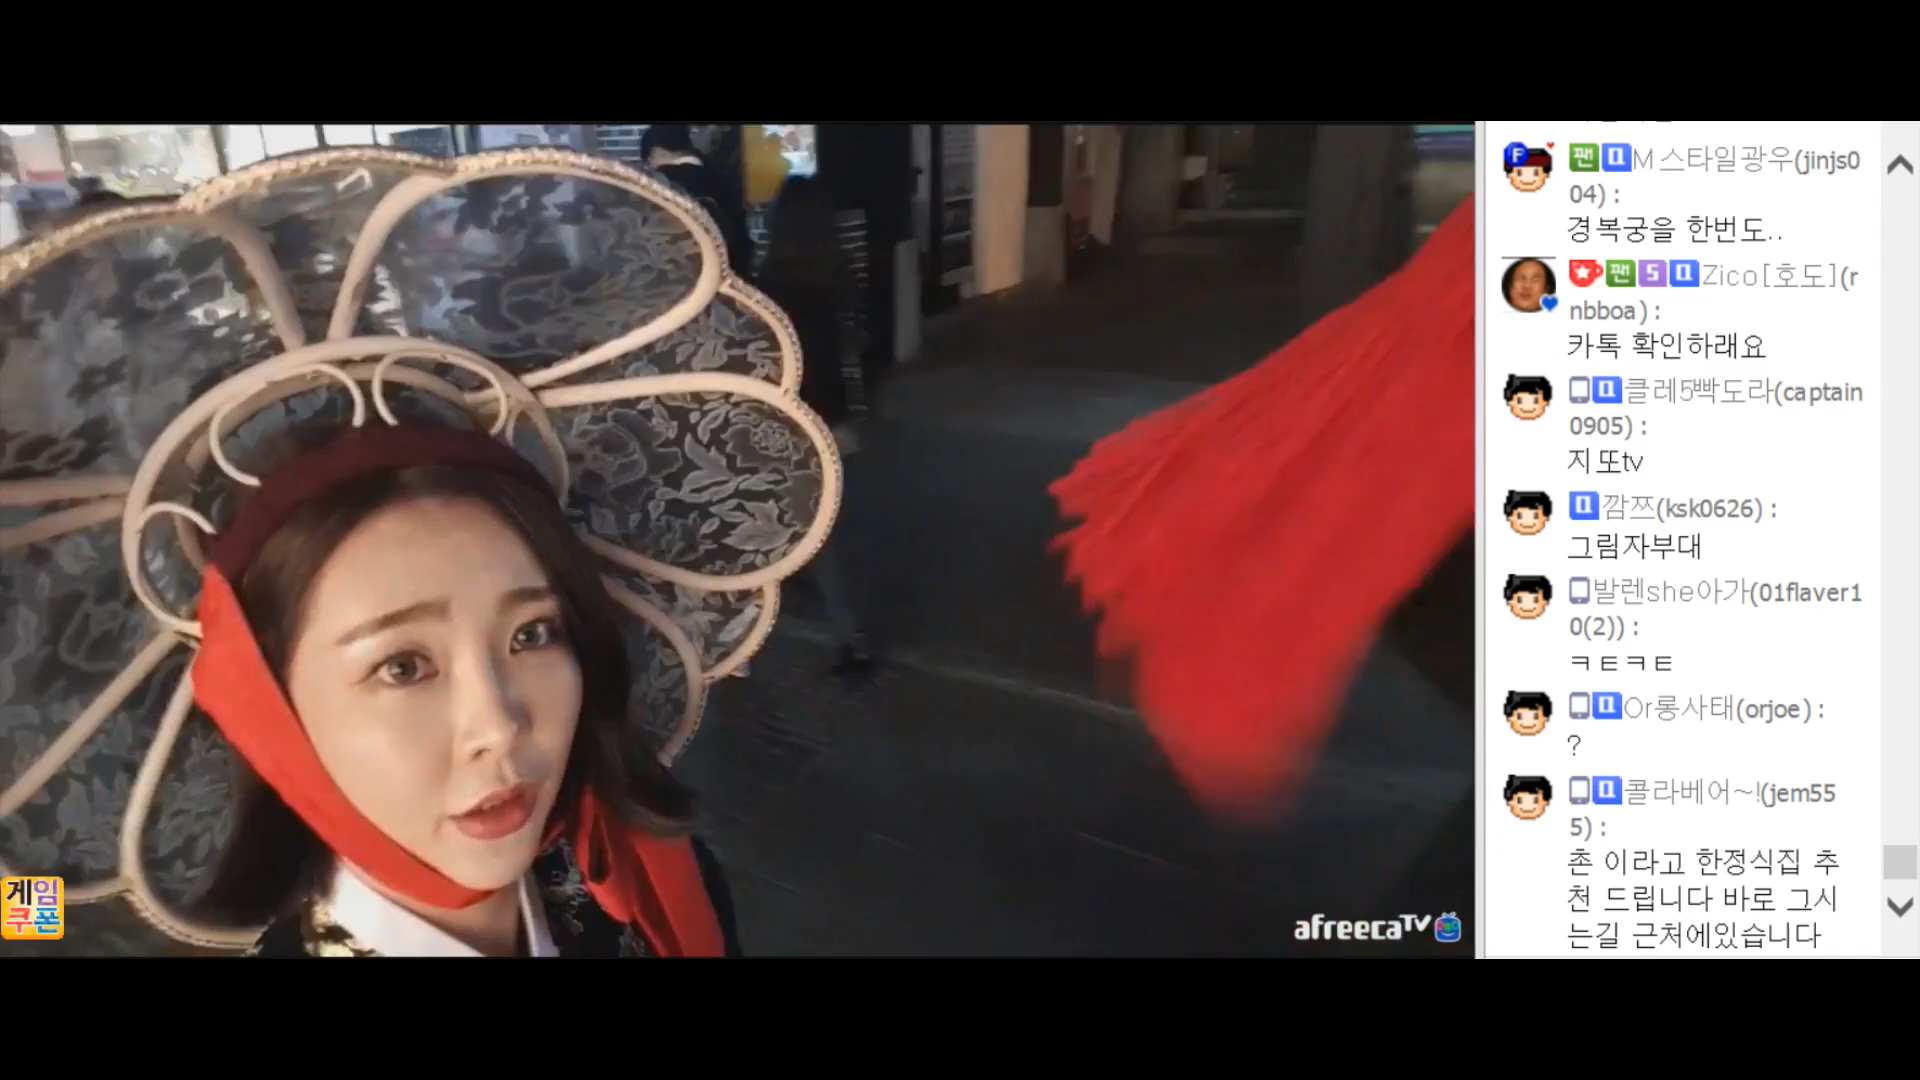 팬 M 스타일광우(jinjs0
04) :
경복궁을 한번도..
팬 S Zico[호도](r
nbboa) :
카톡 확인하래요
클레5빡도라(captain
0905) :
지또tv
깜쯔(ksk0626) :
그림자부대
발렌she아가(01flaver1
0(2)) :
ㅋㅌㅋㅌ
Or롱사태(orjoe) :
?
콜라베어~!(jem55
5) :
촌 이라고 한정식집 추
천 드립니다 바로 그시
는길 근처에있습니다
게임
쿠폰
afreecaTV